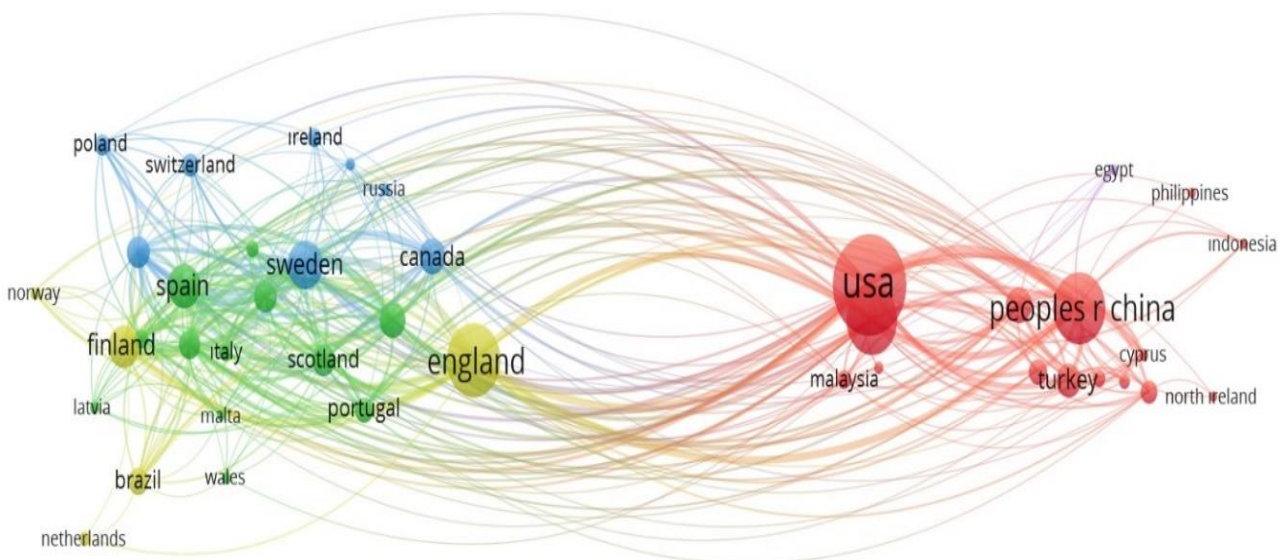 poland
switzerland
ireland
russia
egypt
philippines
indonesia
sweden
canada
spain
norway
usa
peoples r china
finland
italy
scotland
england
cyprus
malaysia
turkey
north ireland
latvia
malta
portugal
brazil
wales
netherlands